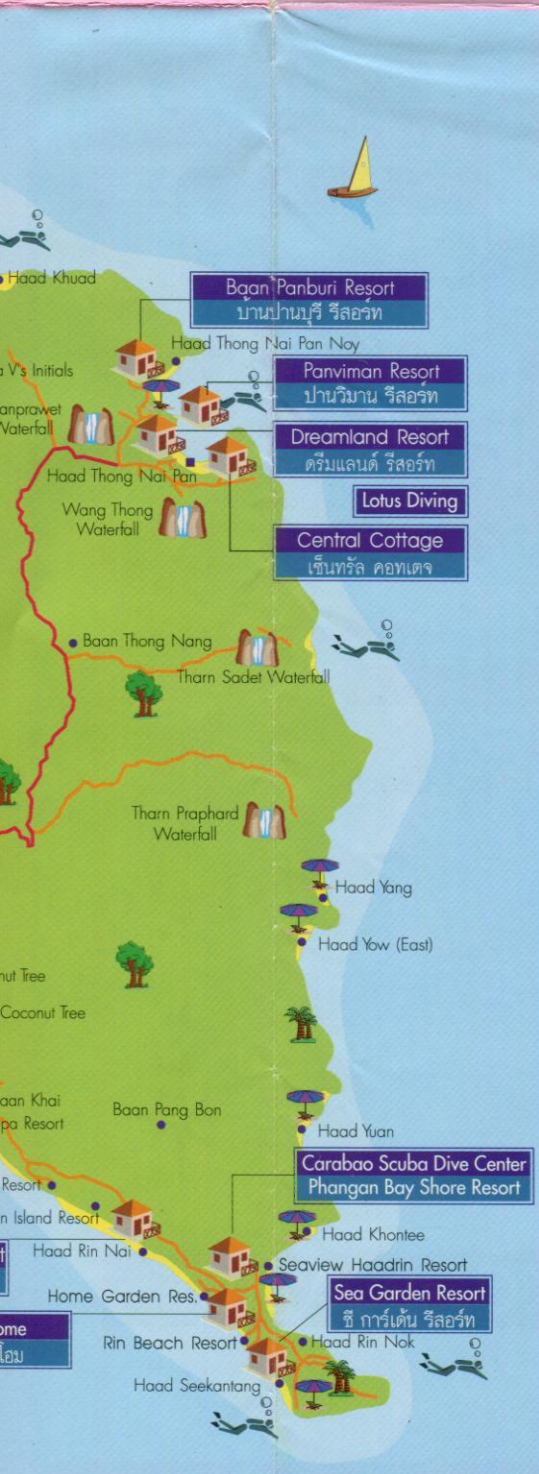 Haad Khuad
Baan Panburi Resort
บ้านปานบุรี รีสอร์ท
Haad Thong Nai Pan Noy
V's Initials
Panviman Resort
ปานวิมาน รีสอร์ท
Waterfall
Dreamland Resort
ดรีมแลนด์ รีสอร์ท
Haad Thong Nai Pan
Lotus Diving
Wang Thong
Waterfall
Central Cottage
เซ็นทรัล คอทเตจ
Baan Thong Nang
Tharn Sadet Waterfall
Tharn Praphard
Waterfall
Haad Yang
Haad Yow (East)
Tree
Coconut Tree
Khai
Resort
Baan Pang Bon
Haad Yuan
Carabao Scuba Dive Center
Phangan Bay Shore Resort
Resort
Island Resort
Haad Khontee
Haad Rin Nai
Seaview Haadrin Resort
Home Garden Res.
Sea Garden Resort
ซี การ์เด้น รีสอร์ท
Rin Beach Resort
Haad Rin Nok
Haad Seekantang